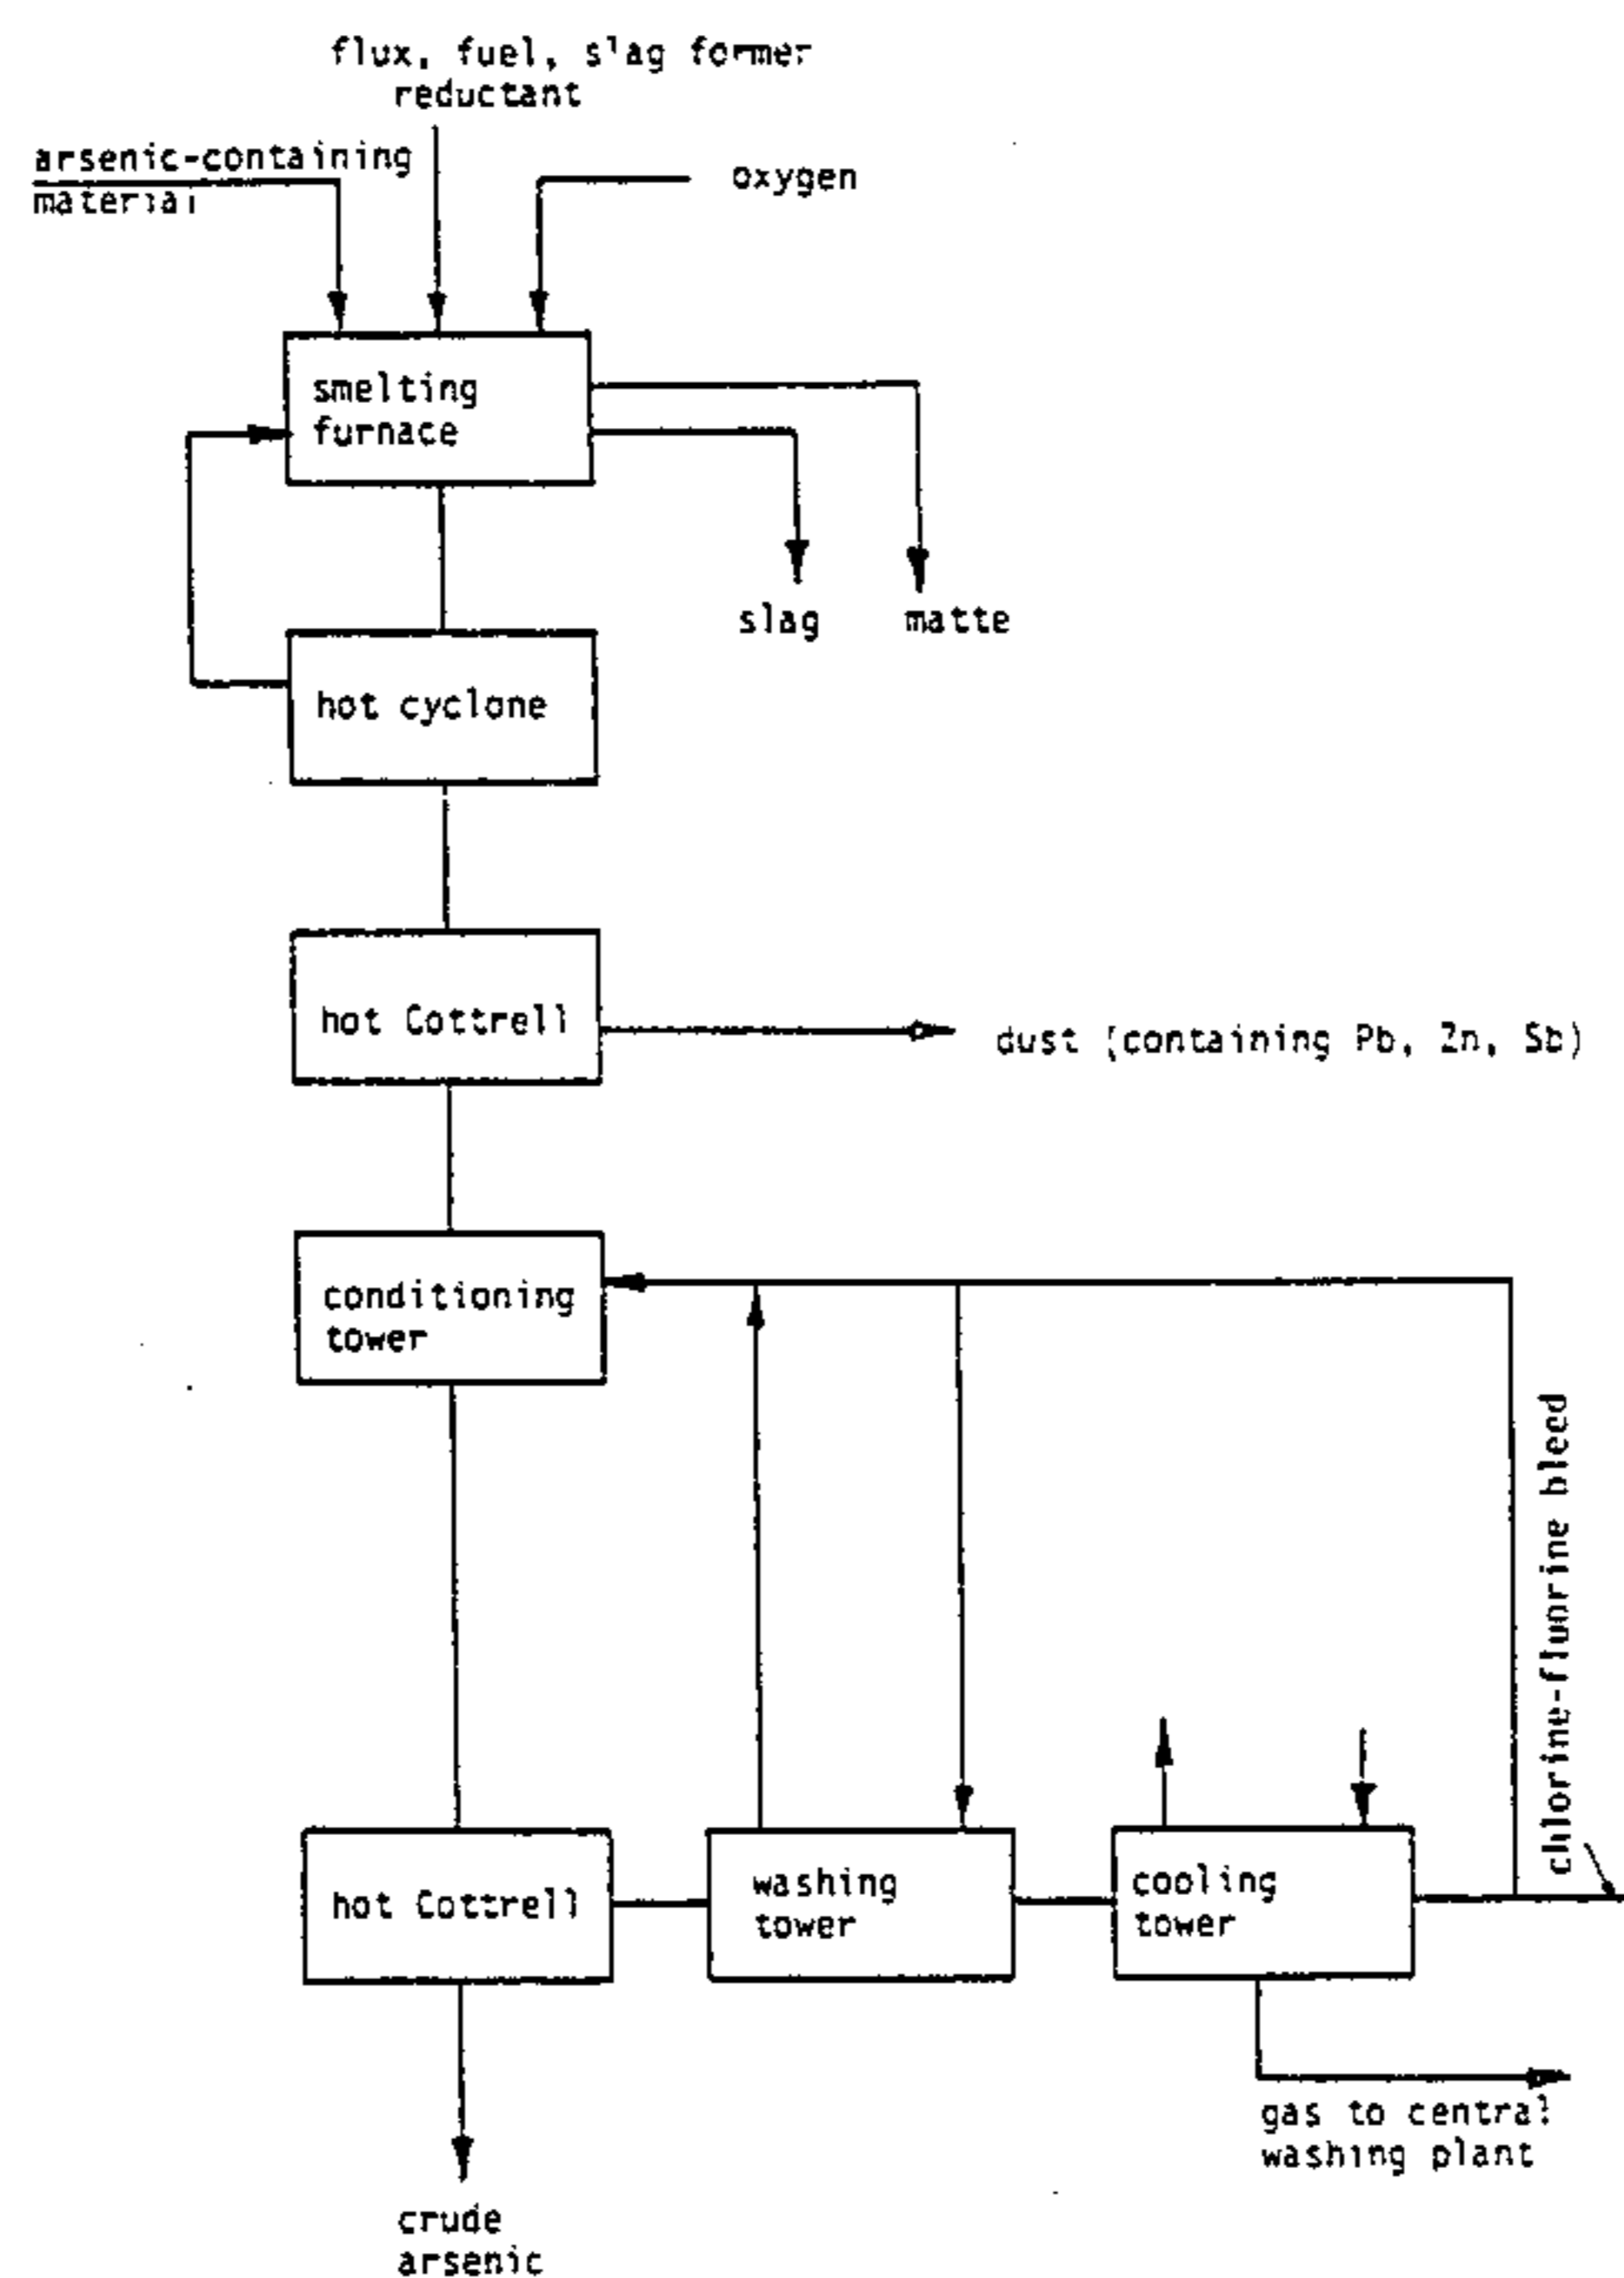 flux, fuel, slag former
reductant
arsenic-containing
material
oxygen
smelting
furnace
slag
matte
hot cyclone
hot Cottrell
dust (containing Pb, Zn, Sb)
conditioning
tower
chlorine-fluorine bleed
hot Cottrell
washing
tower
cooling
tower
gas to central
washing plant
crude
arsenic